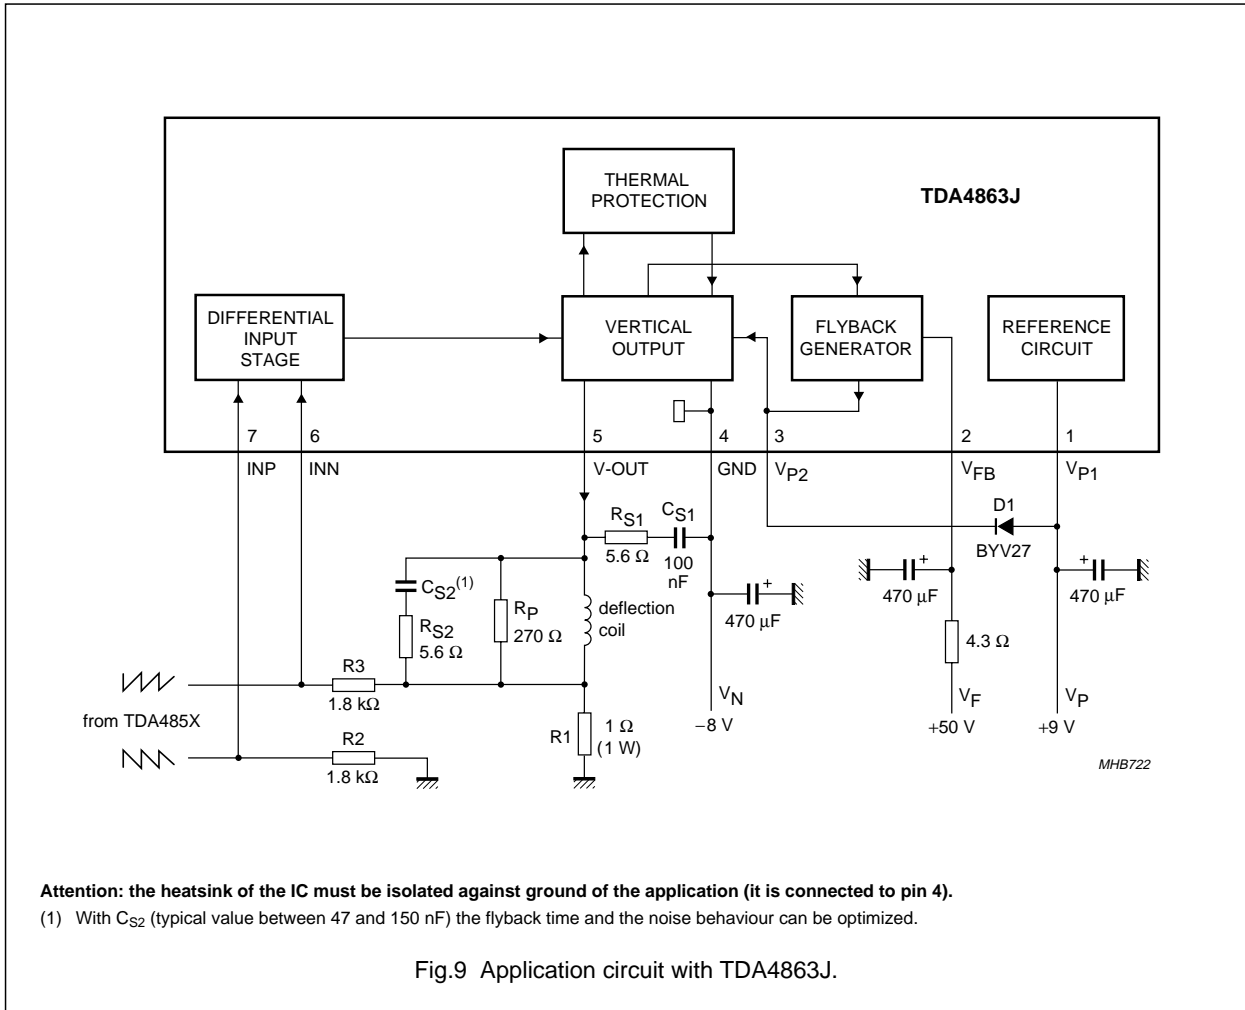 THERMAL
PROTECTION
TDA4863J
DIFFERENTIAL
INPUT
STAGE
VERTICAL
OUTPUT
FLYBACK
GENERATOR
REFERENCE
CIRCUIT
7 6 5 4 3 2 1
INP INN V-OUT GND VP2 VFB VP1
RS1
5.6 Ω
CS1
100
nF
D1
BYV27
CS2(1)
RS2
5.6 Ω
RP
270 Ω
deflection
coil
+
470 μF
+
470 μF
+
470 μF
4.3 Ω
R3
1.8 kΩ
from TDA485X
R2
1.8 kΩ
R1
1 Ω
(1 W)
VN
−8 V
VF
+50 V
VP
+9 V
MHB722
Attention: the heatsink of the IC must be isolated against ground of the application (it is connected to pin 4).
(1) With CS2 (typical value between 47 and 150 nF) the flyback time and the noise behaviour can be optimized.
Fig.9 Application circuit with TDA4863J.